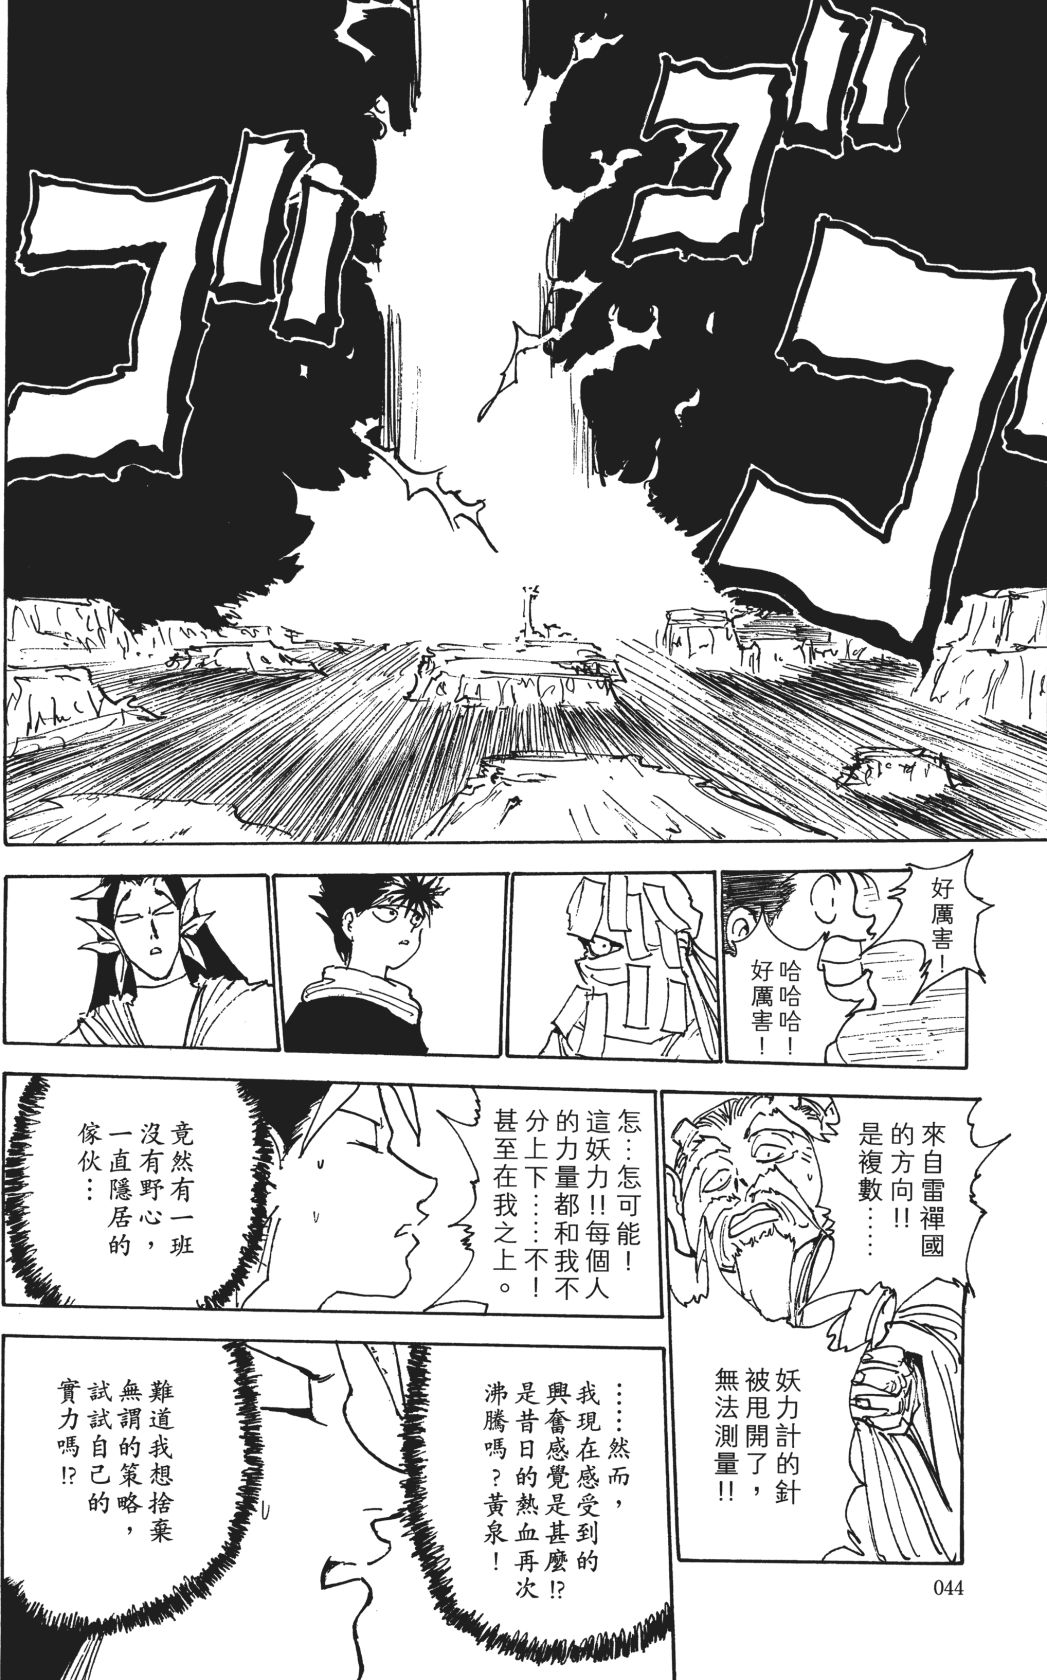 ゴゴ
ゴ
好厲害！
哈哈哈！
好厲害！
來自雷禪國
的方向!!
是複數……
妖力計的針
被甩開了，
無法測量!!
怎…怎可能！
這妖力!!每個人
的力量都和我不
分上下……不！
甚至在我之上。
竟然有一班
沒有野心，
一直隱居的
傢伙…
……然而，
我現在感受到的
興奮感覺是甚麼!?
是昔日的熱血再次
沸騰嗎？黃泉！
難道我想捨棄
無謂的策略，
試試自己的
實力嗎!?
044